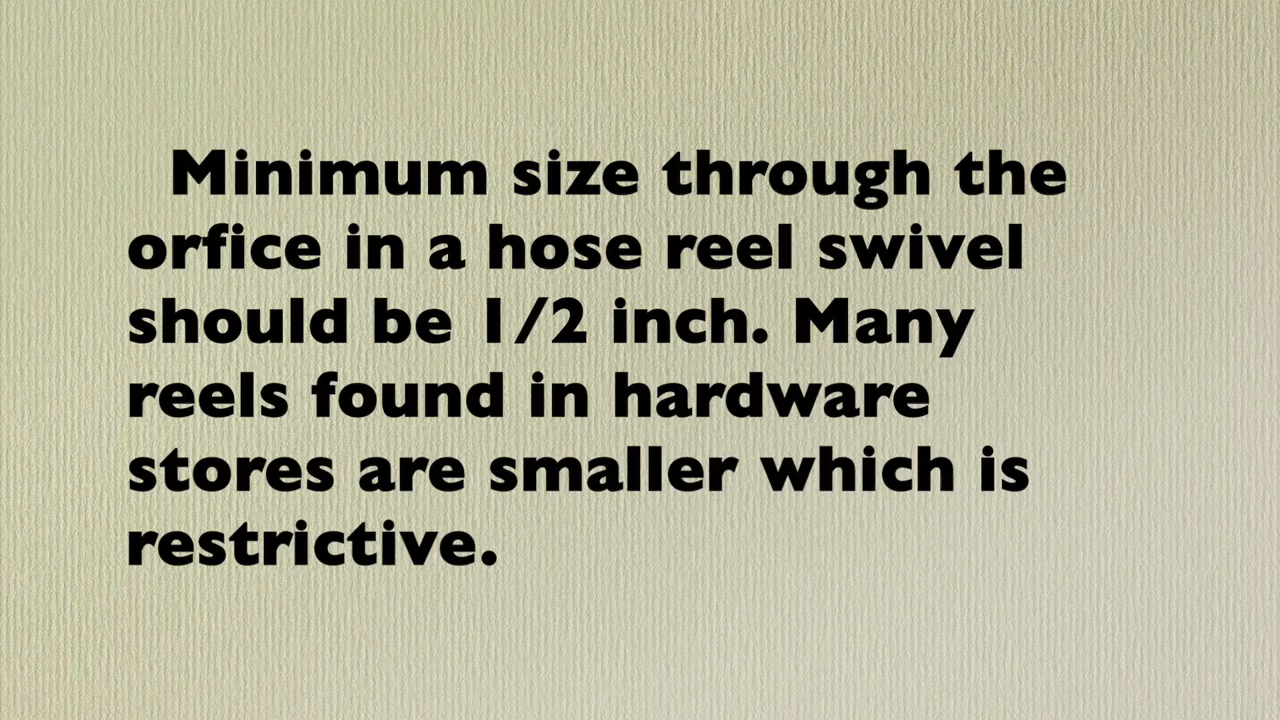 Minimum size through the
orfice in a hose reel swivel
should be 1/2 inch. Many
reels found in hardware
stores are smaller which is
restrictive.